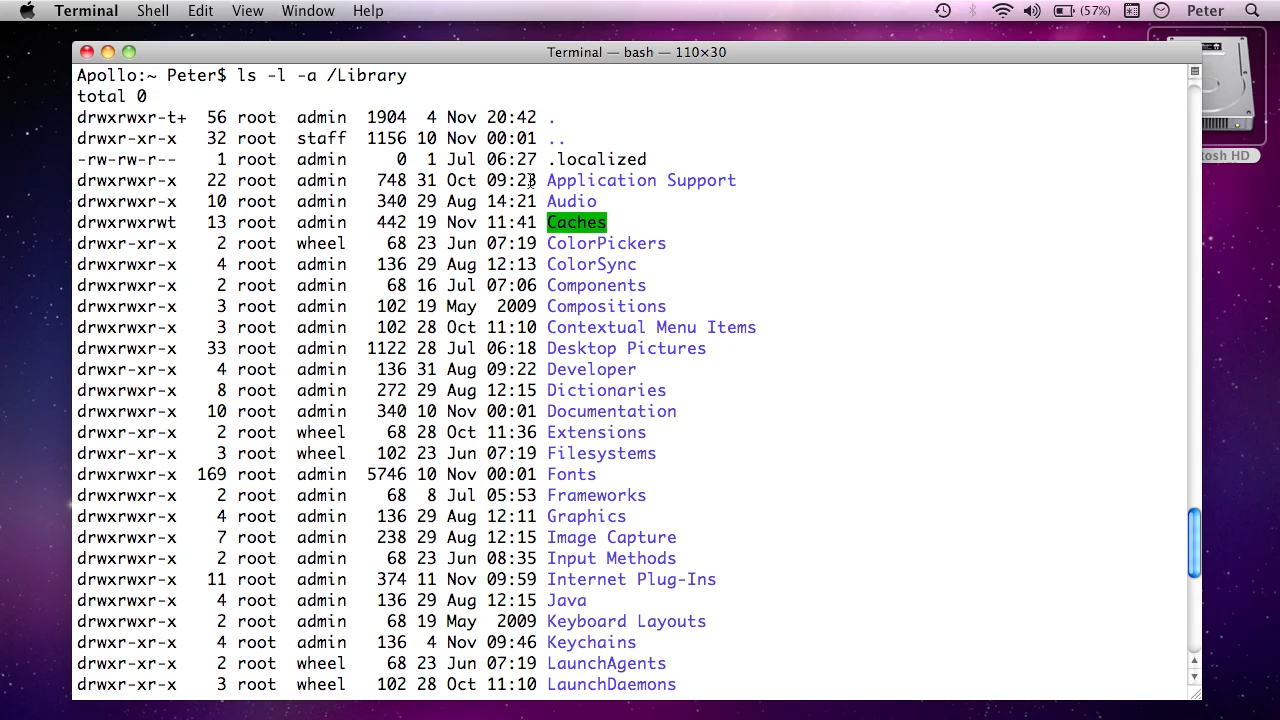 Terminal Shell Edit View Window Help (57%) Peter
Terminal — bash — 110×30
Apollo:~ Peter$ ls -l -a /Library
total 0
drwxrwxr-t+ 56 root admin 1904 4 Nov 20:42 .
drwxr-xr-x 32 root staff 1156 10 Nov 00:01 ..
-rw-rw-r-- 1 root admin 0 1 Jul 06:27 .localized
drwxrwxr-x 22 root admin 748 31 Oct 09:23 Application Support
drwxrwxr-x 10 root admin 340 29 Aug 14:21 Audio
drwxrwxrwt 13 root admin 442 19 Nov 11:41 Caches
drwxr-xr-x 2 root wheel 68 23 Jun 07:19 ColorPickers
drwxrwxr-x 4 root admin 136 29 Aug 12:13 ColorSync
drwxrwxr-x 2 root admin 68 16 Jul 07:06 Components
drwxrwxr-x 3 root admin 102 19 May 2009 Compositions
drwxrwxr-x 3 root admin 102 28 Oct 11:10 Contextual Menu Items
drwxrwxr-x 33 root admin 1122 28 Jul 06:18 Desktop Pictures
drwxrwxr-x 4 root admin 136 31 Aug 09:22 Developer
drwxrwxr-x 8 root admin 272 29 Aug 12:15 Dictionaries
drwxrwxr-x 10 root admin 340 10 Nov 00:01 Documentation
drwxr-xr-x 2 root wheel 68 28 Oct 11:36 Extensions
drwxr-xr-x 3 root wheel 102 23 Jun 07:19 Filesystems
drwxrwxr-x 169 root admin 5746 10 Nov 00:01 Fonts
drwxrwxr-x 2 root admin 68 8 Jul 05:53 Frameworks
drwxrwxr-x 4 root admin 136 29 Aug 12:11 Graphics
drwxrwxr-x 7 root admin 238 29 Aug 12:15 Image Capture
drwxrwxr-x 2 root admin 68 23 Jun 08:35 Input Methods
drwxrwxr-x 11 root admin 374 11 Nov 09:59 Internet Plug-Ins
drwxrwxr-x 4 root admin 136 29 Aug 12:15 Java
drwxrwxr-x 2 root admin 68 19 May 2009 Keyboard Layouts
drwxrwxr-x 4 root admin 136 4 Nov 09:46 Keychains
drwxr-xr-x 2 root wheel 68 23 Jun 07:19 LaunchAgents
drwxr-xr-x 3 root wheel 102 28 Oct 11:10 LaunchDaemons
tosh HD